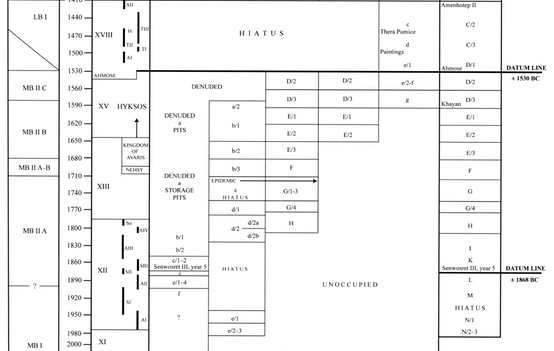 1410
AII
Amenhotep II
LB I
1440
TIII
c
C/2
Thera Pumice
XVIII
H
HIATUS
1470
TII
d
C/3
TI
Paintings
1500
AI
e/1
Ahmose D/1
DATUM LINE
1530
± 1530 BC
AHMOSE
DENUDED
D/2
D/2
e/2-f
D/2
MB II C
1560
1590
XV
HYKSOS
a/2
D/3
D/3
g
Khayan
D/3
DENUDED
a
PITS
b/1
E/1
E/1
E/1
MB II B
1620
E/2
E/2
E/2
1650
KINGDOM
OF
AVARIS
b/2
E/3
E/3
MB II A-B
1680
b/3
F
F
NEHSY
1710
DENUDED
a
STORAGE
PITS
EPIDEMIC
XIII
c
G/1-3
G
1740
HIATUS
d/1
G/4
G/4
1770
So
d/2a
H
H
1800
AIV
d/2
MB II A
b/1
d/2b
1830
AIII
b/2
I
c/1–2
K
XII
SIII
Senwosret III, year 5
HIATUS
Senwosret III, year 5
DATUM LINE
1860
SII
d
± 1868 BC
AII
e/1–4
UNOCCUPIED
L
?
1890
f
M
1920
SI
HIATUS
1950
AI
?
e/1
N/1
1980
e/2–3
N/2-3
MB I
2000
XI